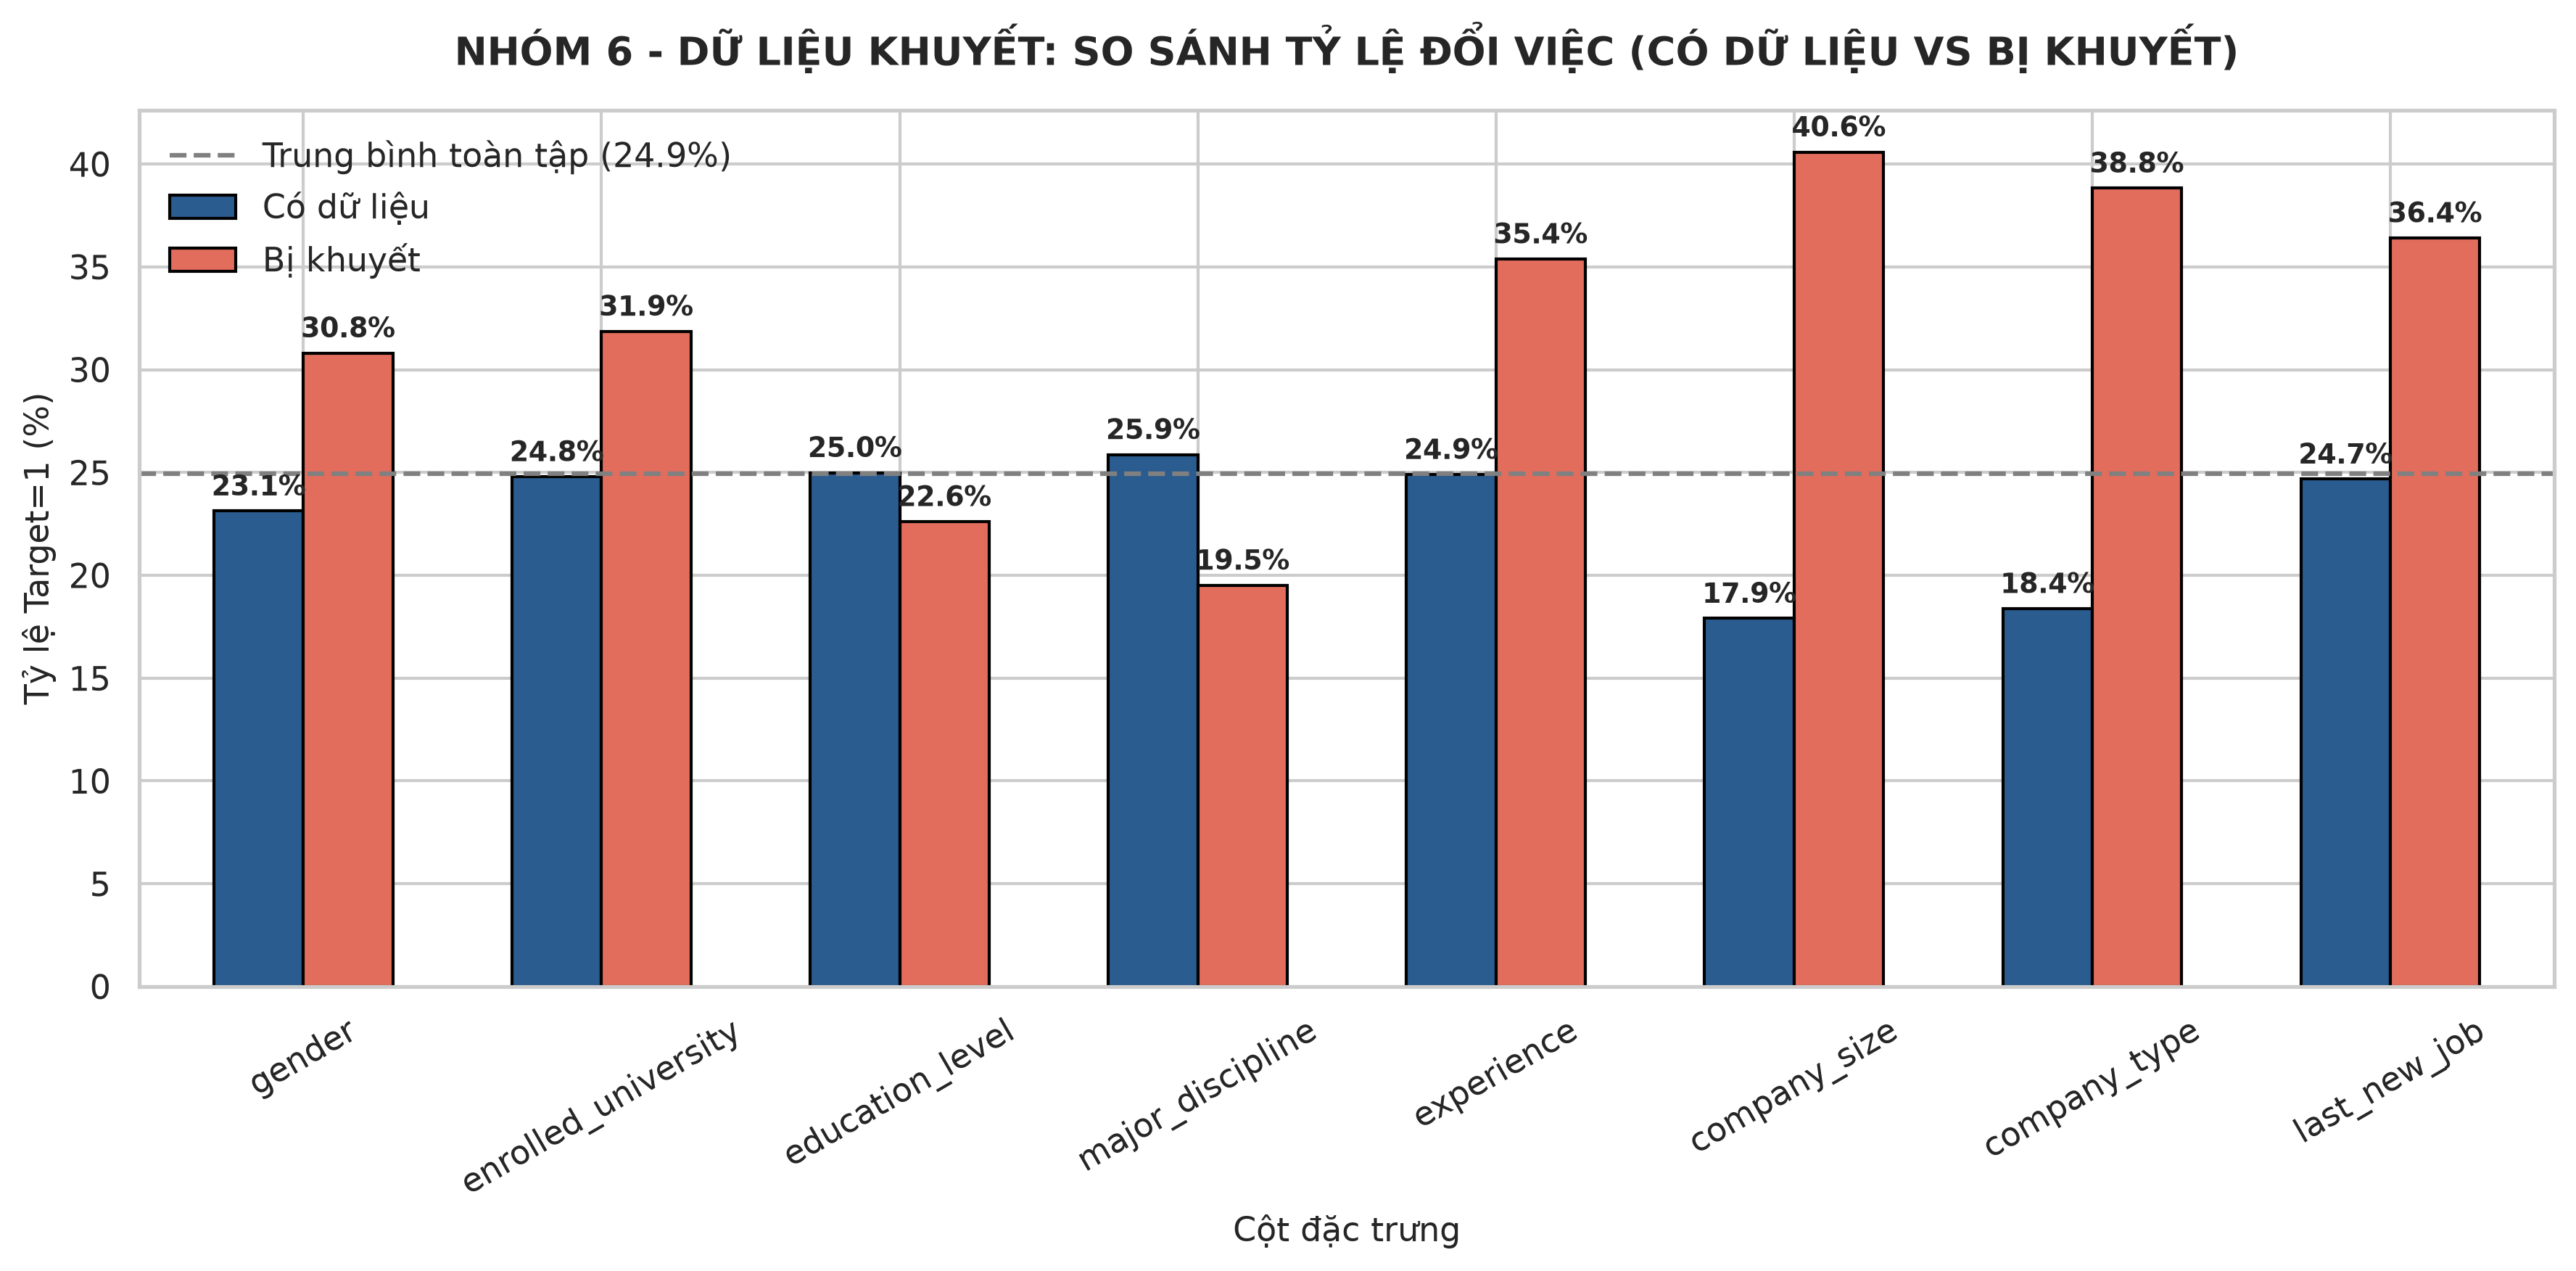 NHÓM 6 - DỮ LIỆU KHUYẾT: SO SÁNH TỶ LỆ ĐỔI VIỆC (CÓ DỮ LIỆU VS BỊ KHUYẾT)
Trung bình toàn tập (24.9%)
Có dữ liệu
Bị khuyết
Tỷ lệ Target=1 (%)
40
35
30
25
20
15
10
5
0
23.1%
30.8%
24.8%
31.9%
25.0%
22.6%
25.9%
19.5%
24.9%
35.4%
17.9%
40.6%
18.4%
38.8%
24.7%
36.4%
gender
enrolled_university
education_level
major_discipline
experience
company_size
company_type
last_new_job
Cột đặc trưng